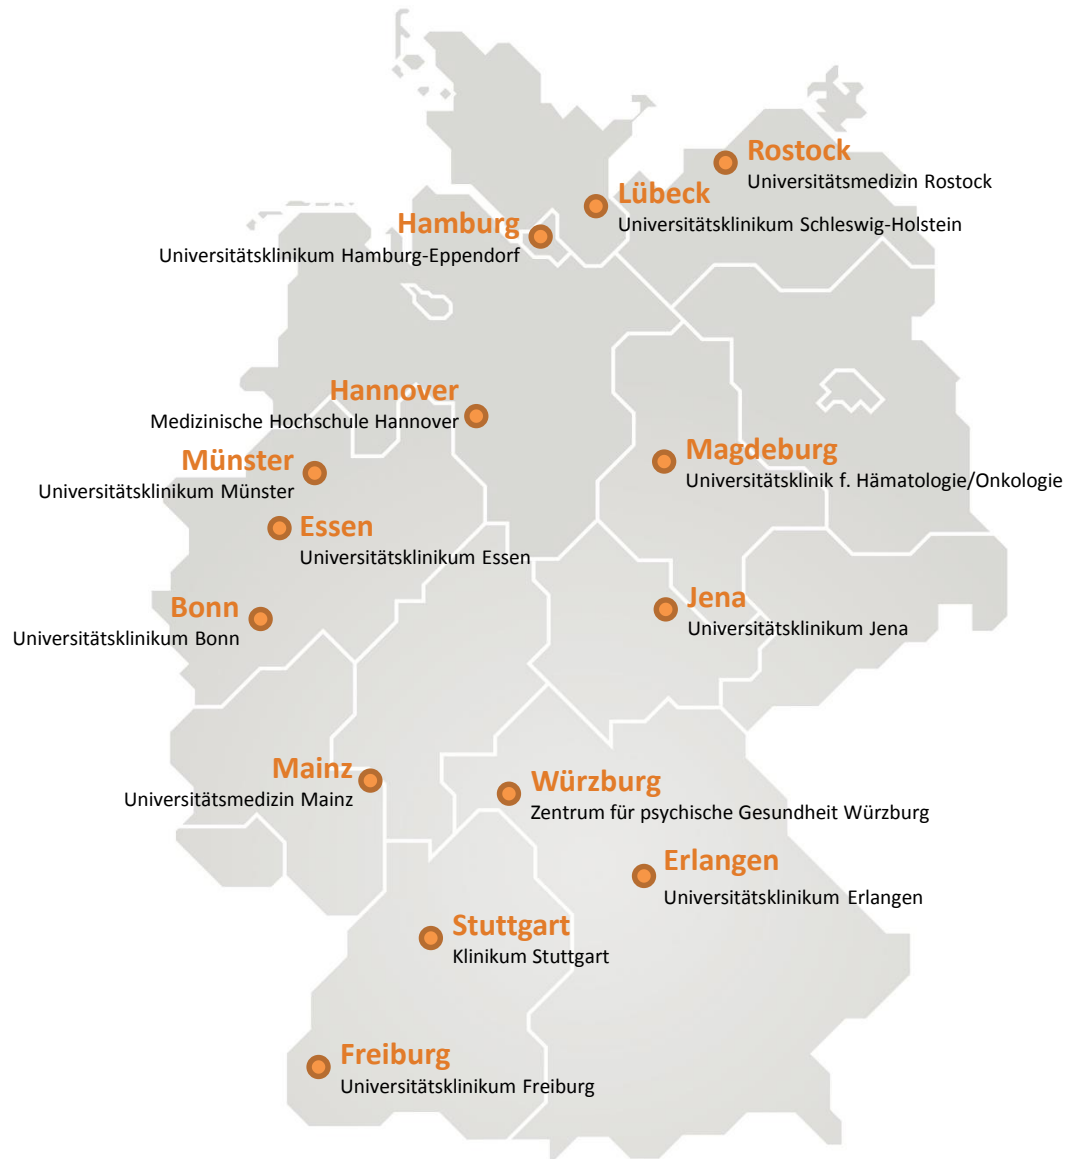 Rostock
Universitätsmedizin Rostock
Lübeck
Universitätsklinikum Schleswig-Holstein
Hamburg
Universitätsklinikum Hamburg-Eppendorf
Hannover
Medizinische Hochschule Hannover
Magdeburg
Universitätsklinik f. Hämatologie/Onkologie
Münster
Universitätsklinikum Münster
Essen
Universitätsklinikum Essen
Jena
Universitätsklinikum Jena
Bonn
Universitätsklinikum Bonn
Mainz
Universitätsmedizin Mainz
Würzburg
Zentrum für psychische Gesundheit Würzburg
Erlangen
Universitätsklinikum Erlangen
Stuttgart
Klinikum Stuttgart
Freiburg
Universitätsklinikum Freiburg